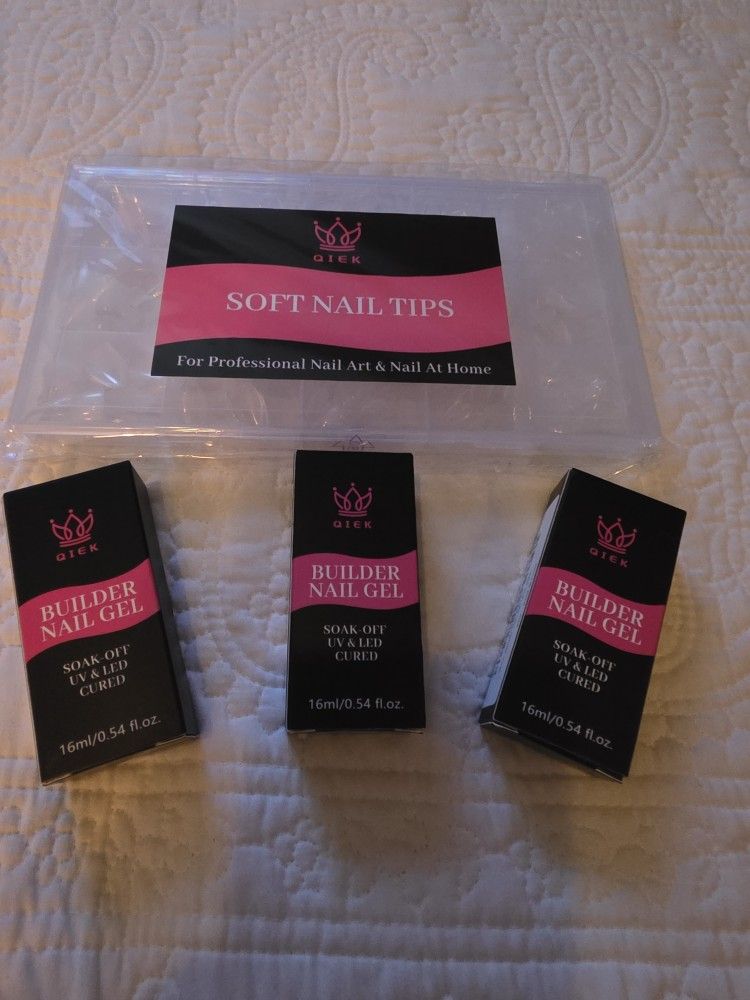 QIEK
SOFT NAIL TIPS
For Professional Nail Art & Nail At Home
QIEK
BUILDER
NAIL GEL
SOAK-OFF
UV & LED
CURED
16ml/0.54 fl.oz.
QIEK
BUILDER
NAIL GEL
SOAK-OFF
UV & LED
CURED
16ml/0.54 fl.oz.
QIEK
BUILDER
NAIL GEL
SOAK-OFF
UV & LED
CURED
16ml/0.54 fl.oz.